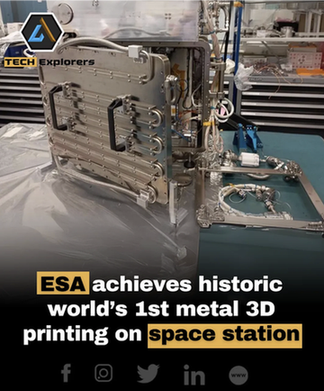 TECH Explorers
ESA achieves historic
world's 1st metal 3D
printing on space station